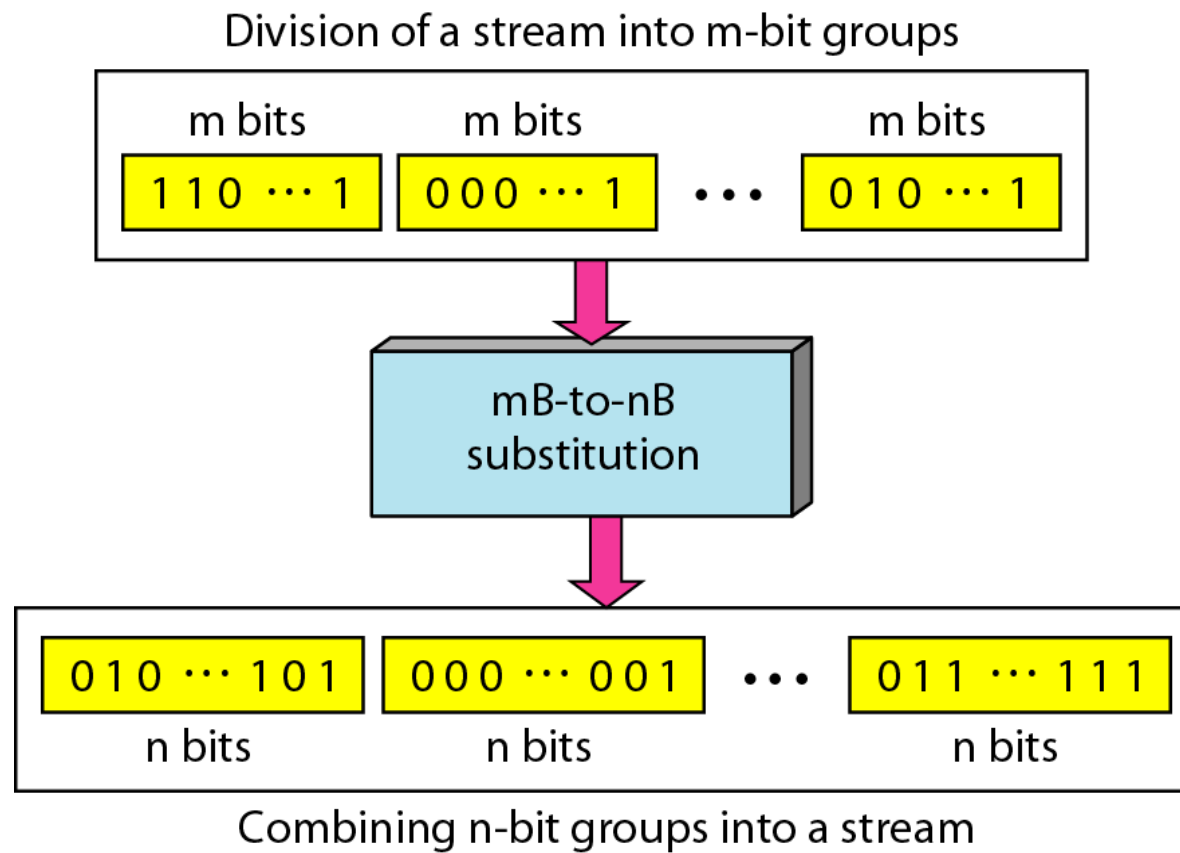 Division of a stream into m-bit groups
m bits m bits m bits
1 1 0 ··· 1 0 0 0 ··· 1 ••• 0 1 0 ··· 1
mB-to-nB
substitution
0 1 0 ··· 1 0 1 0 0 0 ··· 0 0 1 ••• 0 1 1 ··· 1 1 1
n bits n bits n bits
Combining n-bit groups into a stream